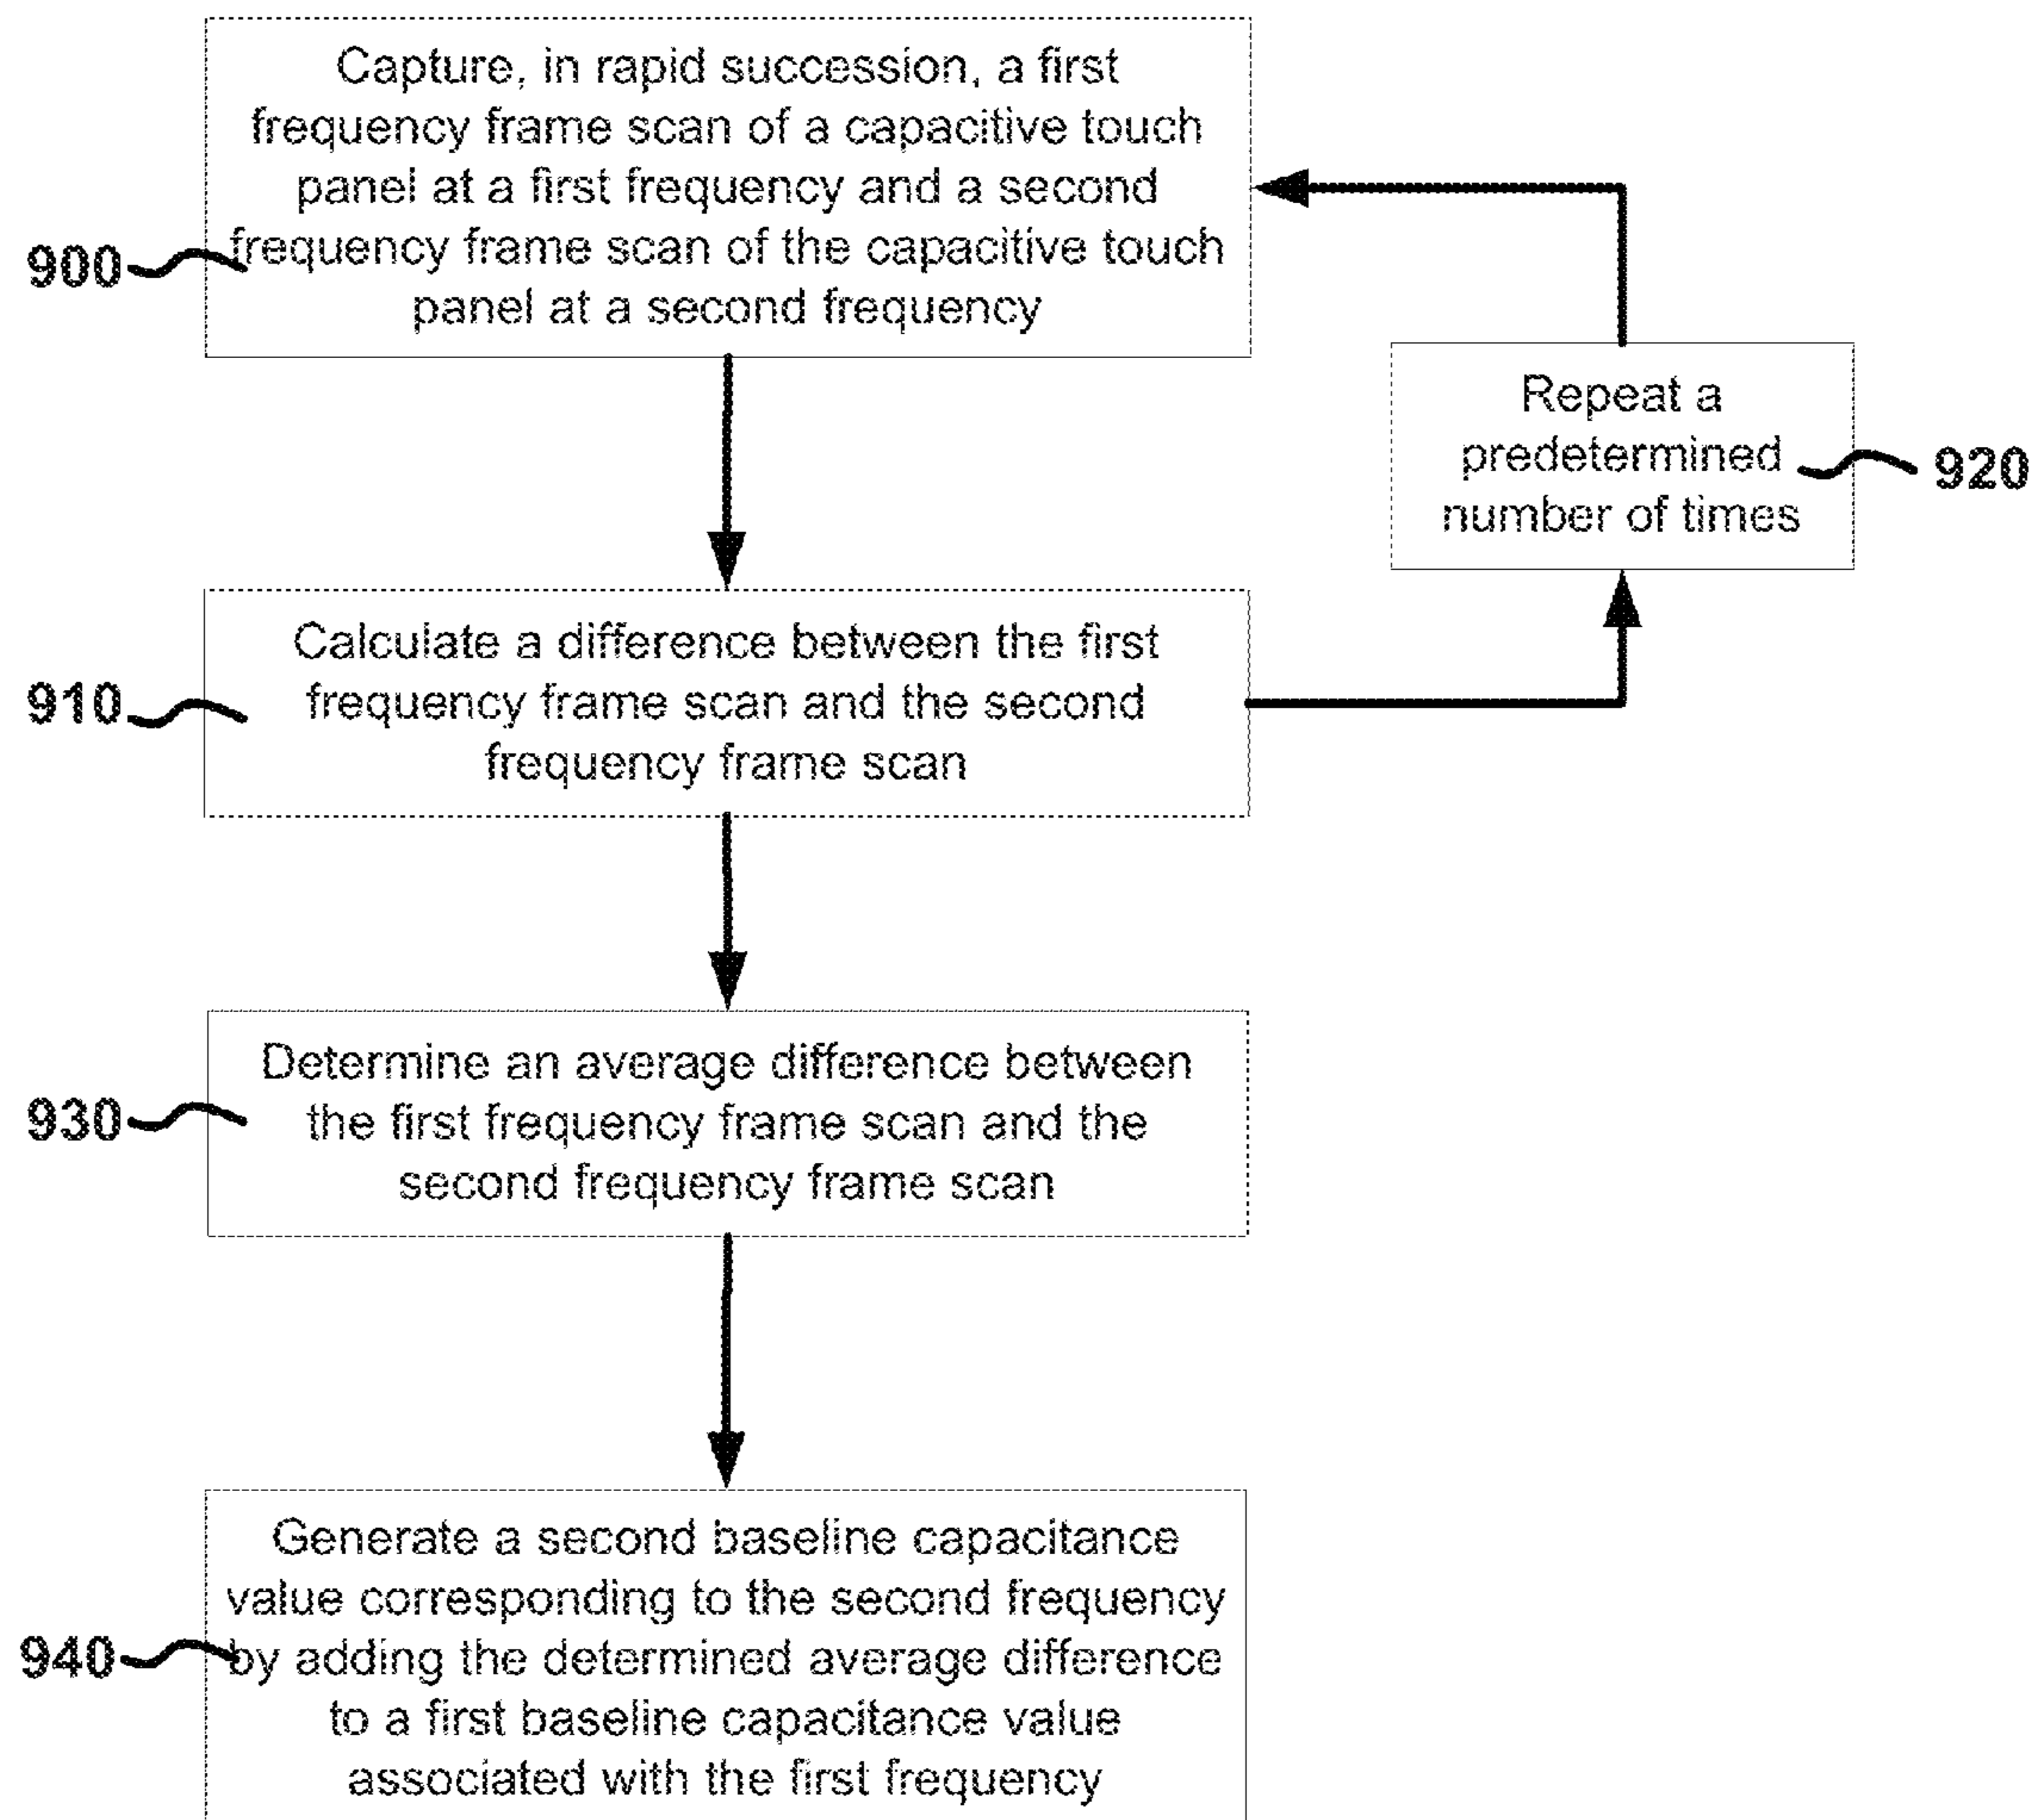 Capture, in rapid succession, a first
frequency frame scan of a capacitive touch
panel at a first frequency and a second
frequency frame scan of the capacitive touch
panel at a second frequency
900
Repeat a
predetermined
number of times
920
Calculate a difference between the first
frequency frame scan and the second
frequency frame scan
910
Determine an average difference between
the first frequency frame scan and the
second frequency frame scan
930
Generate a second baseline capacitance
value corresponding to the second frequency
by adding the determined average difference
to a first baseline capacitance value
associated with the first frequency
940